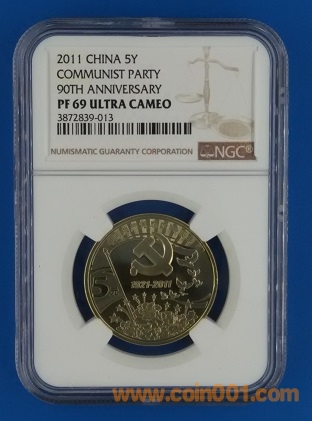 2011 CHINA 5Y
COMMUNIST PARTY
90TH ANNIVERSARY
PF 69 ULTRA CAMEO
3872839-013
NUMISMATIC GUARANTY CORPORATION
NGC
5
1921-2011
www.coin001.com